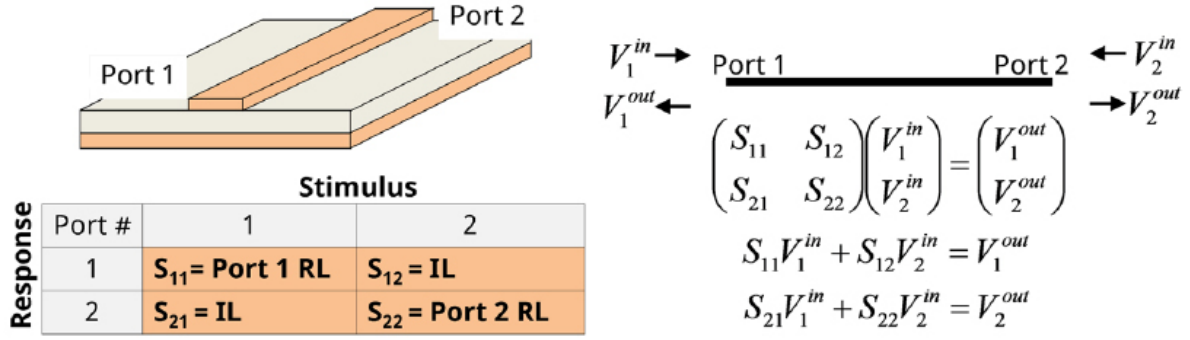 Port 2
Port 1
Stimulus
Response
Port # 1 2
1 S₁₁= Port 1 RL S₁₂ = IL
2 S₂₁ = IL S₂₂ = Port 2 RL
V₁ⁱⁿ → Port 1 Port 2 ← V₂ⁱⁿ
V₁ᵒᵘᵗ ← → V₂ᵒᵘᵗ
(S₁₁ S₁₂) (V₁ⁱⁿ) = (V₁ᵒᵘᵗ)
(S₂₁ S₂₂) (V₂ⁱⁿ) (V₂ᵒᵘᵗ)
S₁₁V₁ⁱⁿ + S₁₂V₂ⁱⁿ = V₁ᵒᵘᵗ
S₂₁V₁ⁱⁿ + S₂₂V₂ⁱⁿ = V₂ᵒᵘᵗ